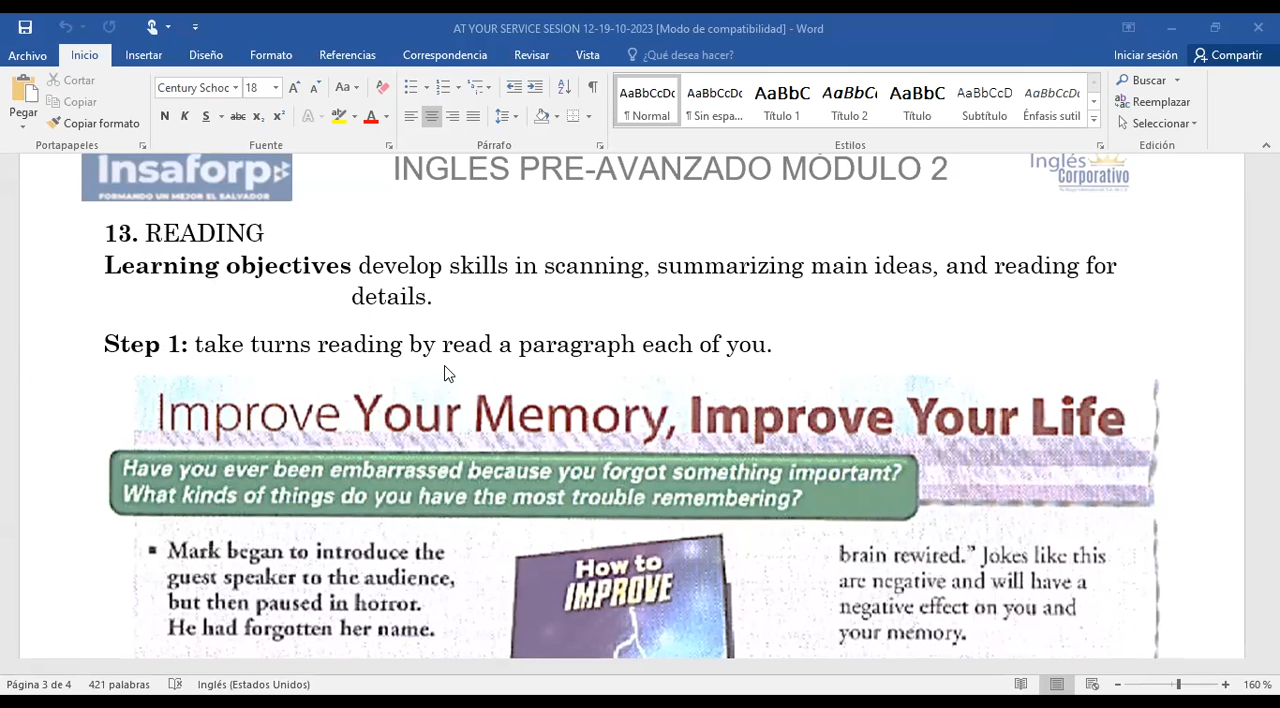 AT YOUR SERVICE SESION 12-19-10-2023 [Modo de compatibilidad] - Word
Archivo Inicio Insertar Diseño Formato Referencias Correspondencia Revisar Vista ¿Qué desea hacer? Iniciar sesión Compartir
Pegar
Cortar
Copiar
Copiar formato
Portapapeles
Century Schoc 18 Aa
N K S abc x₂ x² A A
Fuente
Párrafo
AaBbCcDc AaBbCcDc AaBbC AaBbCc AaBbC AaBbCcD AaBbCcDc
¶ Normal ¶ Sin espa... Título 1 Título 2 Título Subtítulo Énfasis sutil
Estilos
Buscar
Reemplazar
Seleccionar
Edición
Insaforp
FORMANDO UN MEJOR EL SALVADOR
INGLES PRE-AVANZADO MÓDULO 2
Inglés
Corporativo
13. READING
Learning objectives develop skills in scanning, summarizing main ideas, and reading for
details.
Step 1: take turns reading by read a paragraph each of you.
Improve Your Memory, Improve Your Life
Have you ever been embarrassed because you forgot something important?
What kinds of things do you have the most trouble remembering?
▪ Mark began to introduce the
guest speaker to the audience,
but then paused in horror.
He had forgotten her name.
How to
IMPROVE
brain rewired.” Jokes like this
are negative and will have a
negative effect on you and
your memory.
Página 3 de 4 421 palabras Inglés (Estados Unidos) 160 %